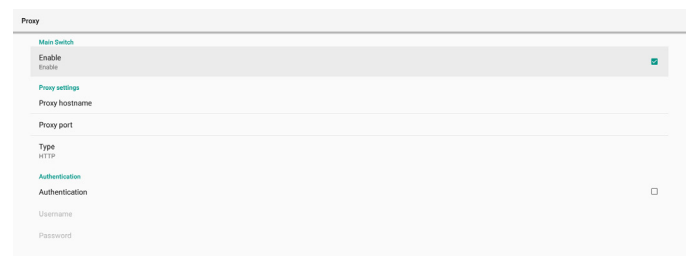 Proxy
Main Switch
Enable
Enable
Proxy settings
Proxy hostname
Proxy port
Type
HTTP
Authentication
Authentication
Username
Password